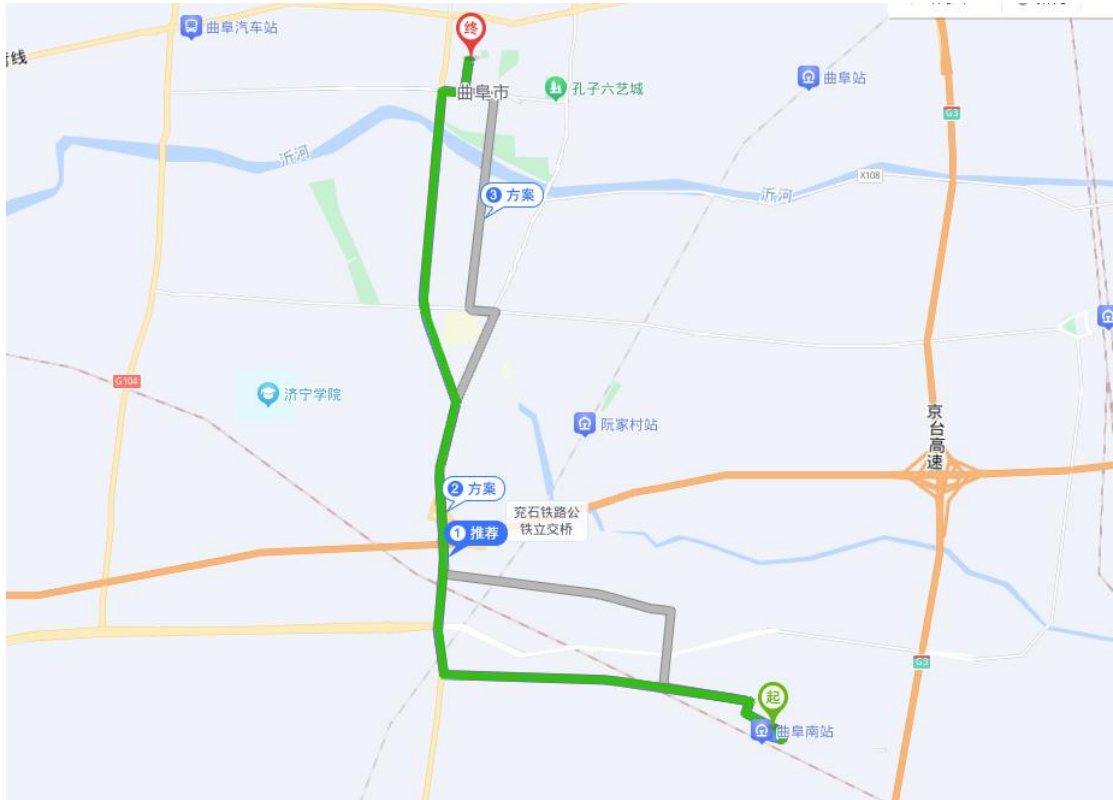 曲阜汽车站
终
青线
曲阜市
孔子六艺城
曲阜站
G3
沂河
X108
沂河
3 方案
G104
济宁学院
阮家村站
京台高速
2 方案
兖石铁路公
铁立交桥
1 推荐
G3
起
曲阜南站